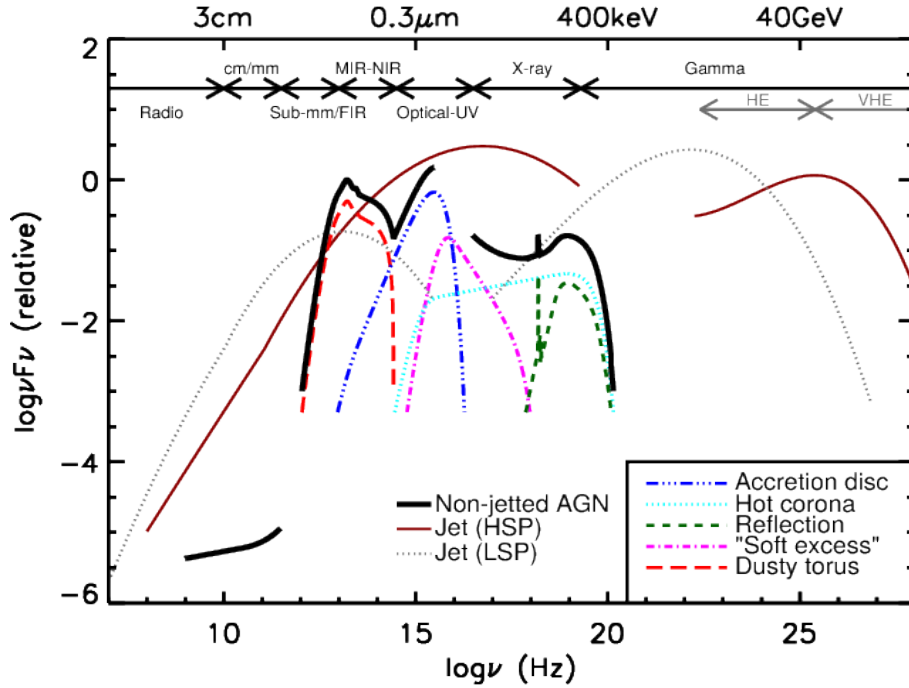 3cm 0.3μm 400keV 40GeV
cm/mm MIR-NIR X-ray Gamma
Radio Sub-mm/FIR Optical-UV HE VHE
2
0
-2
-4
-6
logνFν (relative)
Non-jetted AGN
Jet (HSP)
Jet (LSP)
Accretion disc
Hot corona
Reflection
"Soft excess"
Dusty torus
10 15 20 25
logν (Hz)